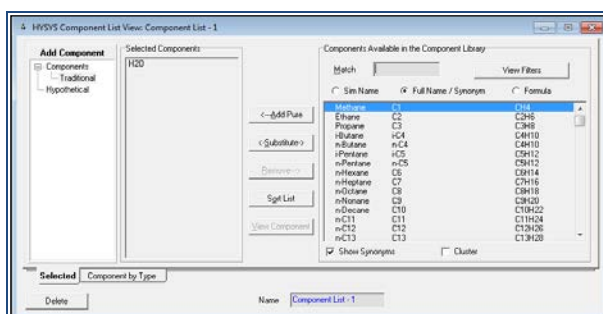 HYSYS Component List View: Component List - 1
Add Component
Components
Traditional
Hypothetical
Selected Components
H2O
<--Add Pure
<-Substitute->
Remove-->
Sort List
View Component
Components Available in the Component Library
Match
View Filters
Sim Name Full Name / Synonym Formula
Methane C1 CH4
Ethane C2 C2H6
Propane C3 C3H8
i-Butane i-C4 C4H10
n-Butane n-C4 C4H10
i-Pentane i-C5 C5H12
n-Pentane n-C5 C5H12
n-Hexane C6 C6H14
n-Heptane C7 C7H16
n-Octane C8 C8H18
n-Nonane C9 C9H20
n-Decane C10 C10H22
n-C11 C11 C11H24
n-C12 C12 C12H26
n-C13 C13 C13H28
Show Synonyms Cluster
Selected Component by Type
Delete
Name Component List - 1